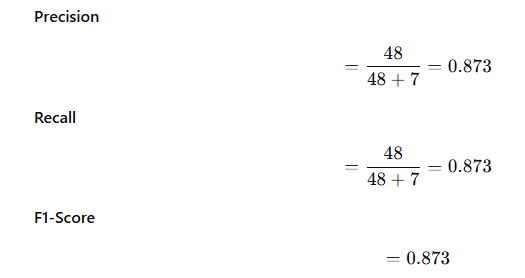 Precision
= 48 / 48 + 7 = 0.873
Recall
= 48 / 48 + 7 = 0.873
F1-Score
= 0.873